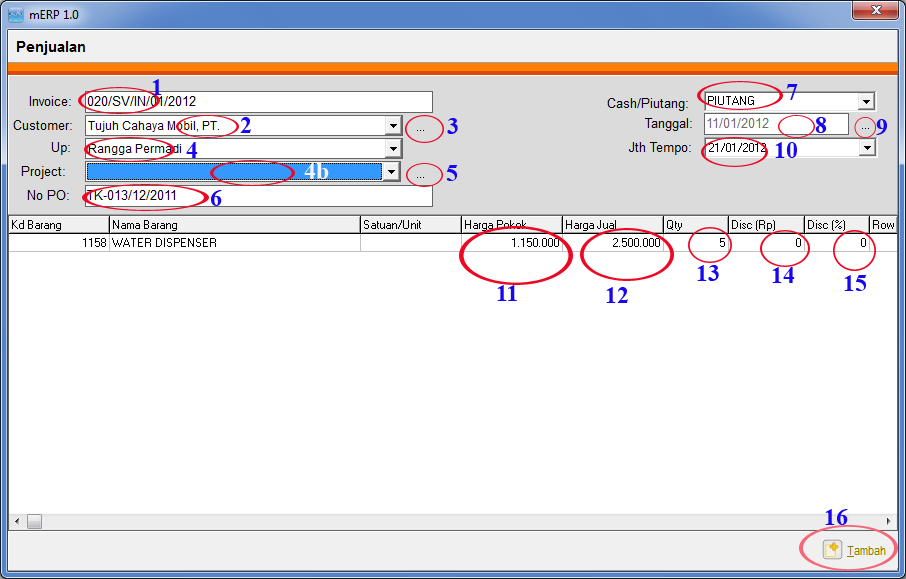 mERP 1.0
Penjualan
Invoice: 020/SV/IN/01/2012 1
Customer: Tujuh Cahaya Mobil, PT. 2 ... 3
Up: Rangga Permadi 4
Project: 4b ... 5
No PO: TK-013/12/2011 6
Cash/Piutang: PIUTANG 7
Tanggal: 11/01/2012 8 ... 9
Jth Tempo: 21/01/2012 10
Kd Barang Nama Barang Satuan/Unit Harga Pokok Harga Jual Qty Disc (Rp) Disc (%) Row
1158 WATER DISPENSER 1.150.000 2.500.000 5 0 0
11 12 13 14 15
16
Tambah